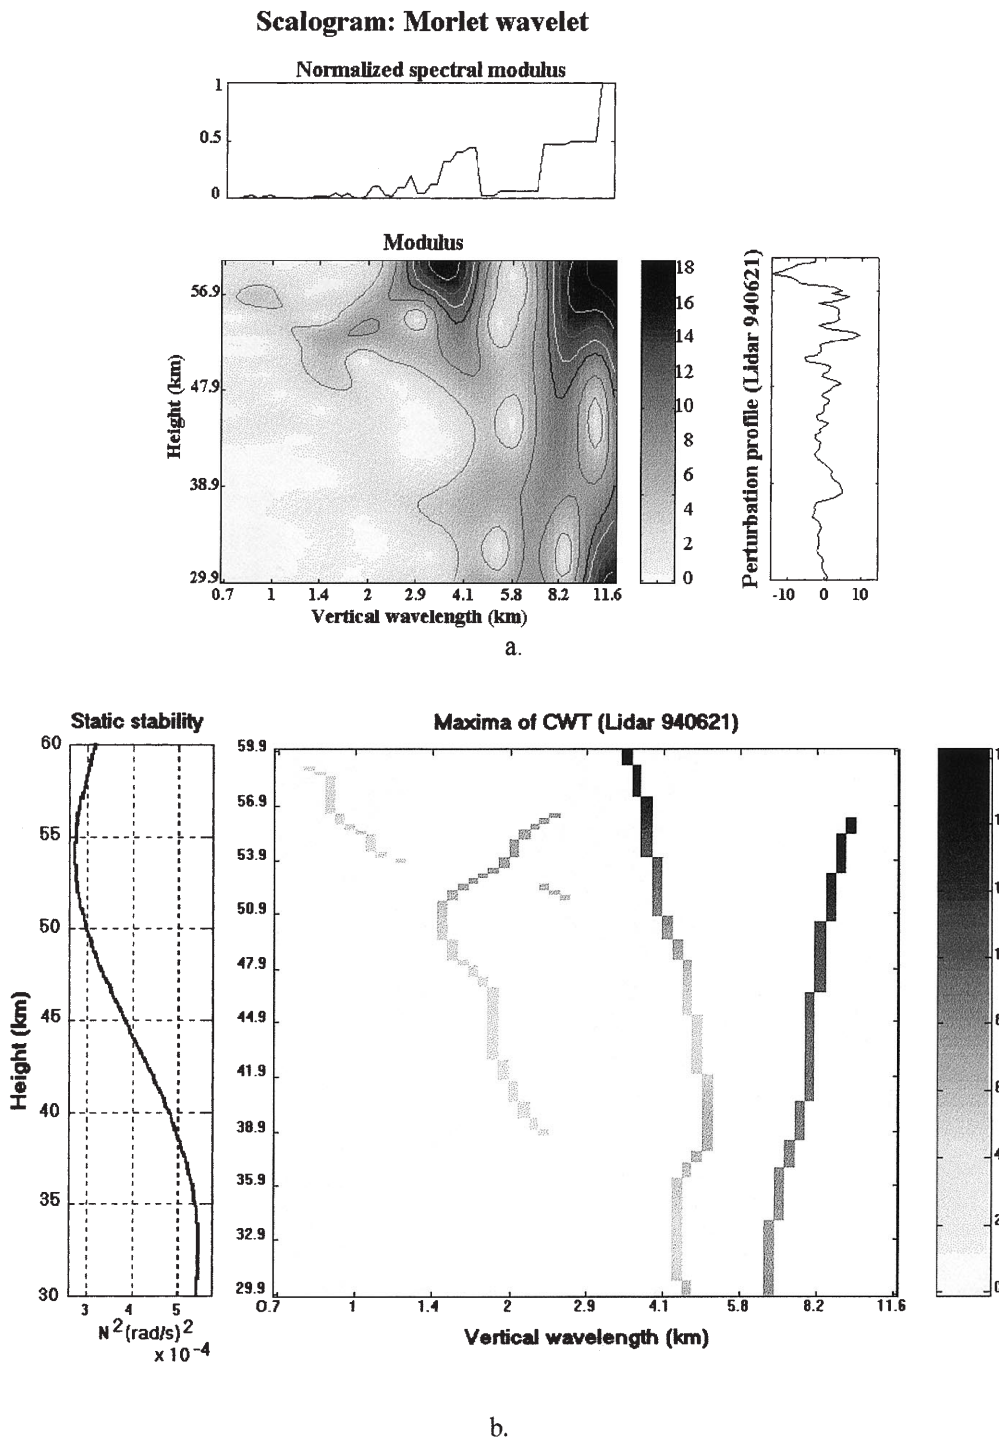 Scalogram: Morlet wavelet
Normalized spectral modulus
1
0.5
0
Modulus
Height (km)
56.9
47.9
38.9
29.9
0.7 1 1.4 2 2.9 4.1 5.8 8.2 11.6
Vertical wavelength (km)
18
16
14
12
10
8
6
4
2
0
Perturbation profile (Lidar 940621)
-10 0 10
a.
Static stability
Height (km)
60
55
50
45
40
35
30
3 4 5
N²(rad/s)²
x 10⁻⁴
Maxima of CWT (Lidar 940621)
59.9
56.9
53.9
50.9
47.9
44.9
41.9
38.9
35.9
32.9
29.9
0.7 1 1.4 2 2.9 4.1 5.8 8.2 11.6
Vertical wavelength (km)
1
1
1
8
4
2
b.